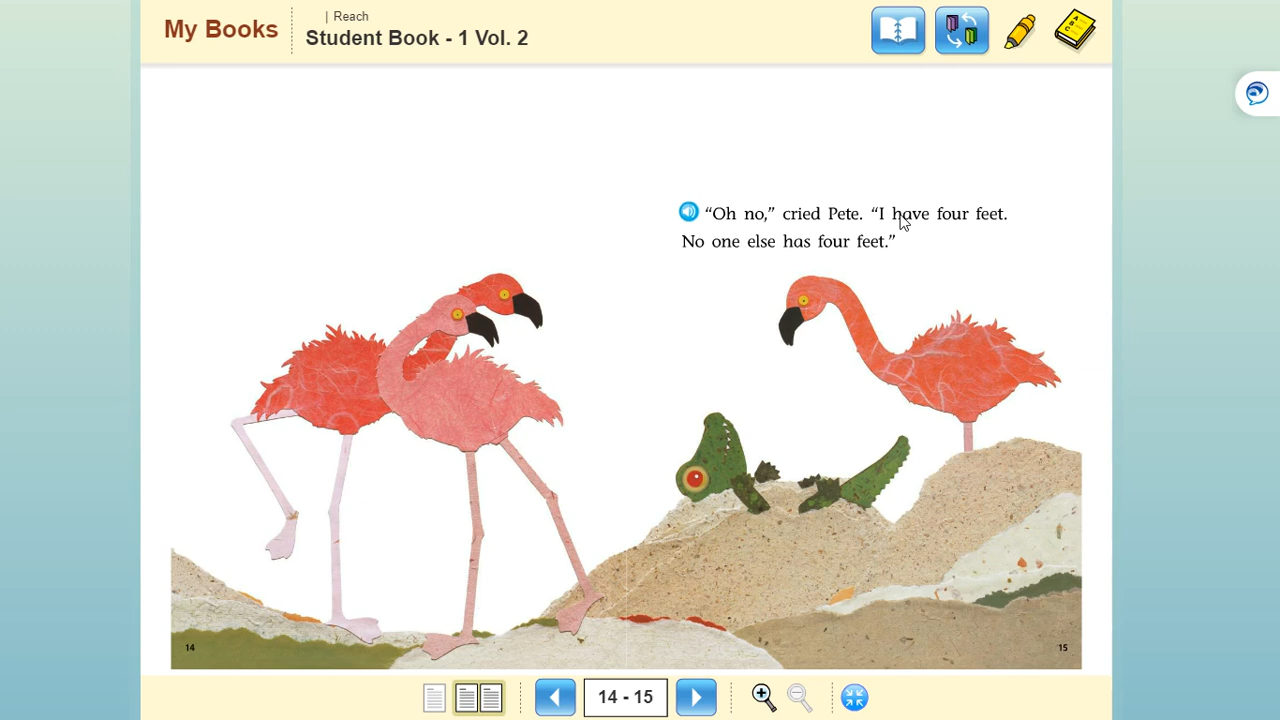 My Books
| Reach
Student Book - 1 Vol. 2
“Oh no,” cried Pete. “I have four feet.
No one else has four feet.”
14
15
14 - 15